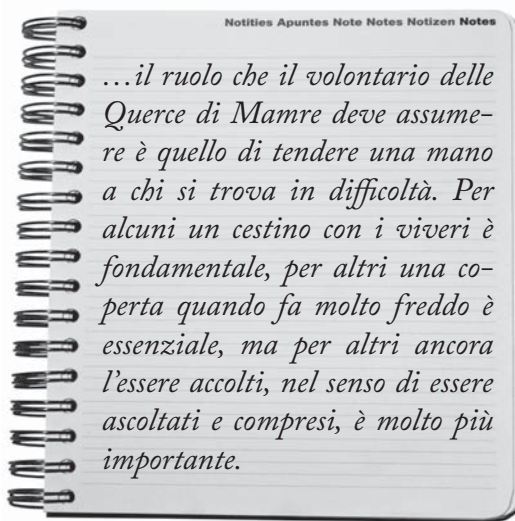 Notities Apuntes Note Notes Notizen Notes
...il ruolo che il volontario delle
Querce di Mamre deve assume-
re è quello di tendere una mano
a chi si trova in difficoltà. Per
alcuni un cestino con i viveri è
fondamentale, per altri una co-
perta quando fa molto freddo è
essenziale, ma per altri ancora
l'essere accolti, nel senso di essere
ascoltati e compresi, è molto più
importante.